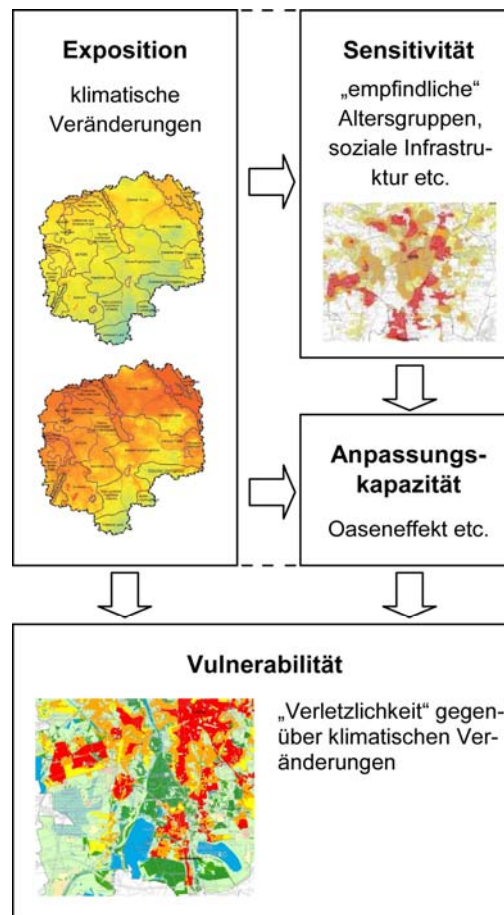 Exposition
klimatische
Veränderungen
Sensitivität
„empfindliche“
Altersgruppen,
soziale Infrastru-
ktur etc.
Anpassungs-
kapazität
Oaseneffekt etc.
Vulnerabilität
„Verletzlichkeit“ gegen-
über klimatischen Ver-
änderungen